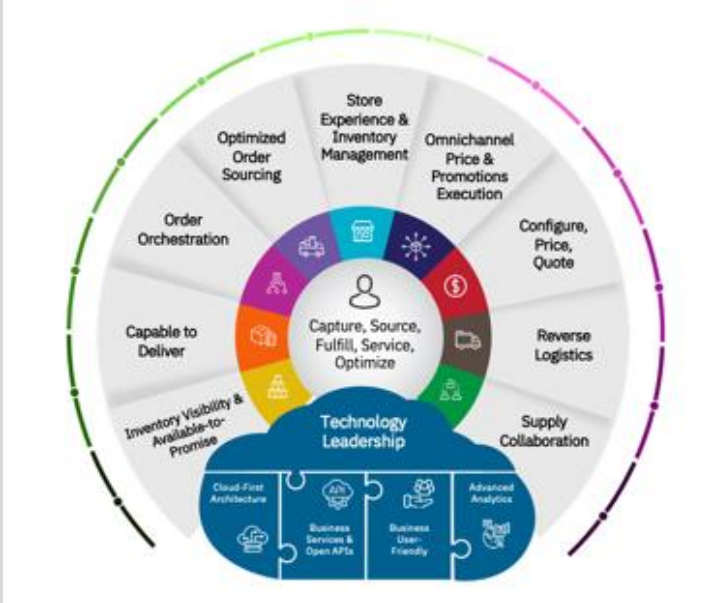 Store
Experience &
Inventory
Management
Optimized
Order
Sourcing
Omnichannel
Price &
Promotions
Execution
Order
Orchestration
Configure,
Price,
Quote
Capable to
Deliver
Capture, Source,
Fulfill, Service,
Optimize
Reverse
Logistics
Inventory Visibility &
Available-to-
Promise
Supply
Collaboration
$
Technology
Leadership
Cloud-First
Architecture
API
Business
Services &
Open APIs
Business
User-
Friendly
Advanced
Analytics